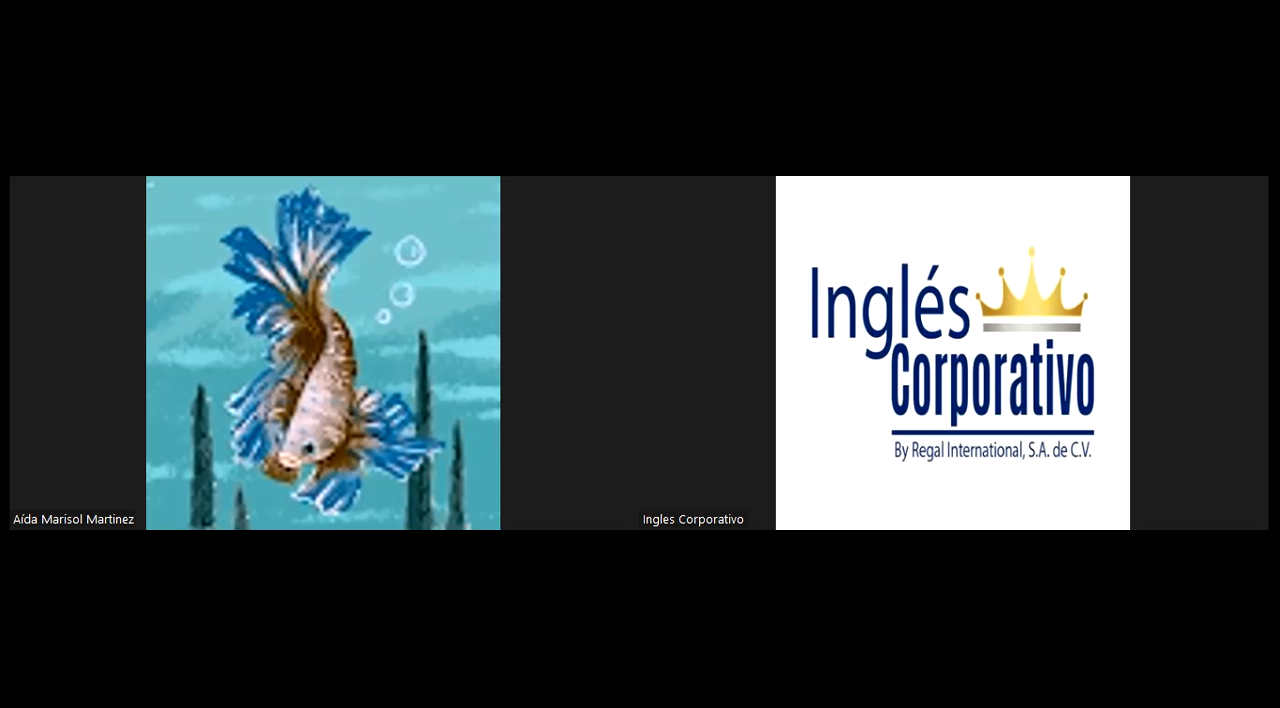 Aída Marisol Martinez
Ingles Corporativo
Inglés
Corporativo
By Regal International, S.A. de C.V.